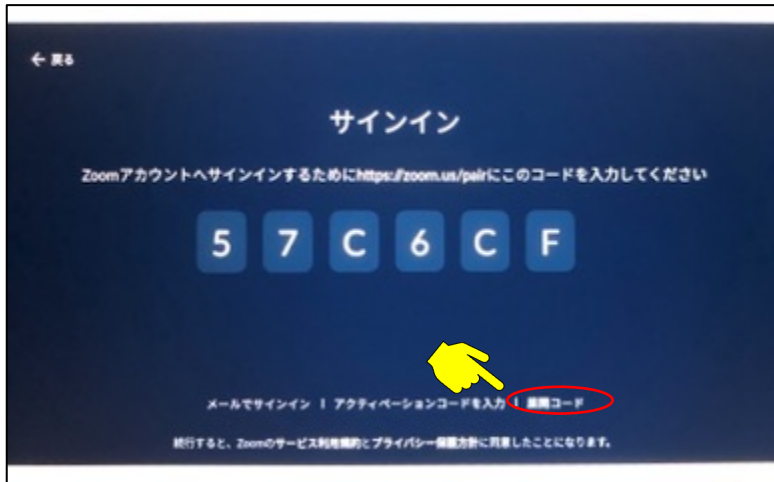 ← 戻る
サインイン
Zoomアカウントへサインインするためにhttps://zoom.us/pairにこのコードを入力してください
5 7 C 6 C F
メールでサインイン | アクティベーションコードを入力 | 展開コード
続行すると、Zoomのサービス利用規約とプライバシー保護方針に同意したことになります。